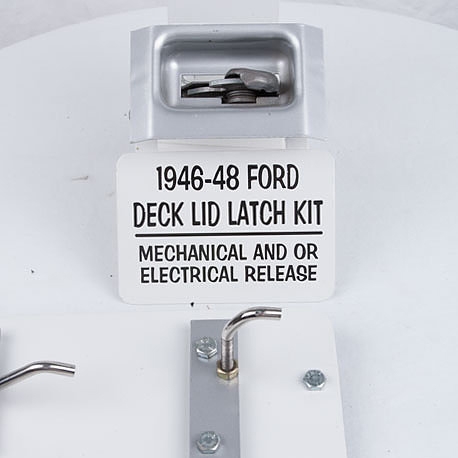 1946-48 FORD
DECK LID LATCH KIT
MECHANICAL AND OR
ELECTRICAL RELEASE